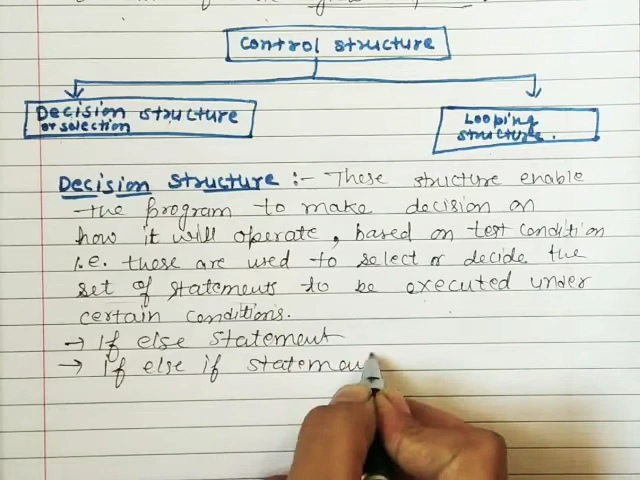 Control structure
Decision structure
or selection
Looping
structure.
Decision structure :- These structure enable
the program to make decision on
how it will operate, based on test condition
i.e. these are used to select or decide the
set of statements to be executed under
certain conditions.
→ If else statement
→ if else if statemen